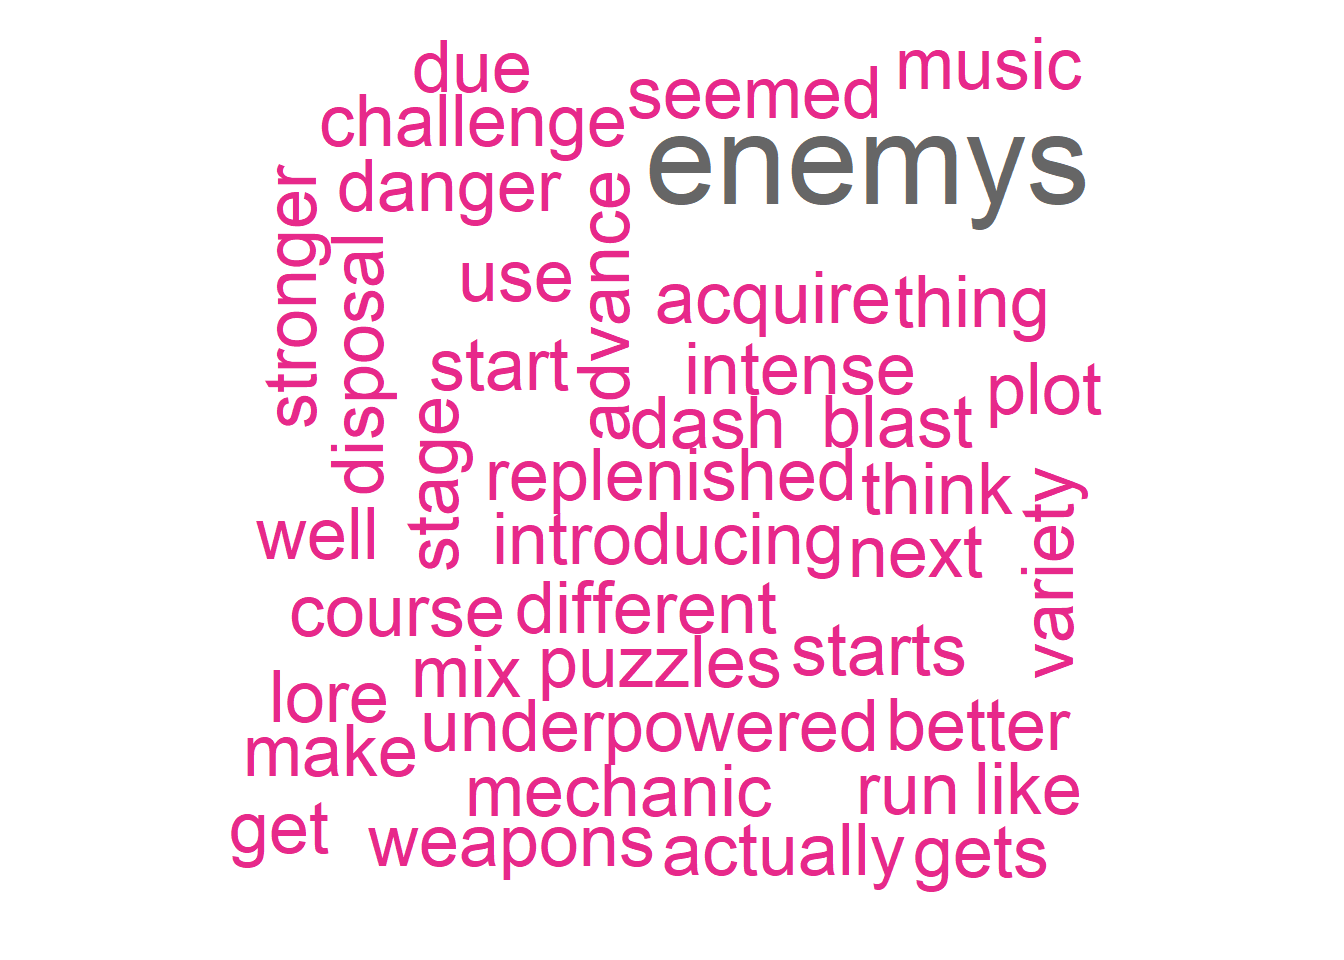 due
music
seemed
challenge
enemys
danger
stronger
advance
disposal
use
acquire
thing
start
intense
plot
stage
dash
blast
replenished
think
variety
well
introducing
next
course
different
starts
mix
puzzles
lore
underpowered
better
make
mechanic
run
like
get
weapons
actually
gets